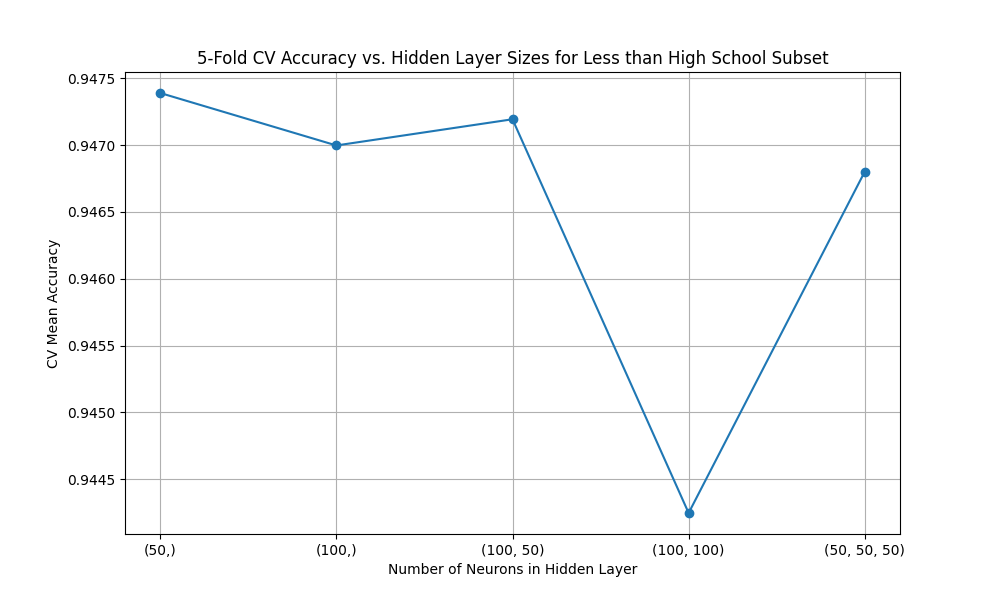 5-Fold CV Accuracy vs. Hidden Layer Sizes for Less than High School Subset
0.9475
0.9470
0.9465
0.9460
0.9455
0.9450
0.9445
CV Mean Accuracy
(50,)
(100,)
(100, 50)
(100, 100)
(50, 50, 50)
Number of Neurons in Hidden Layer